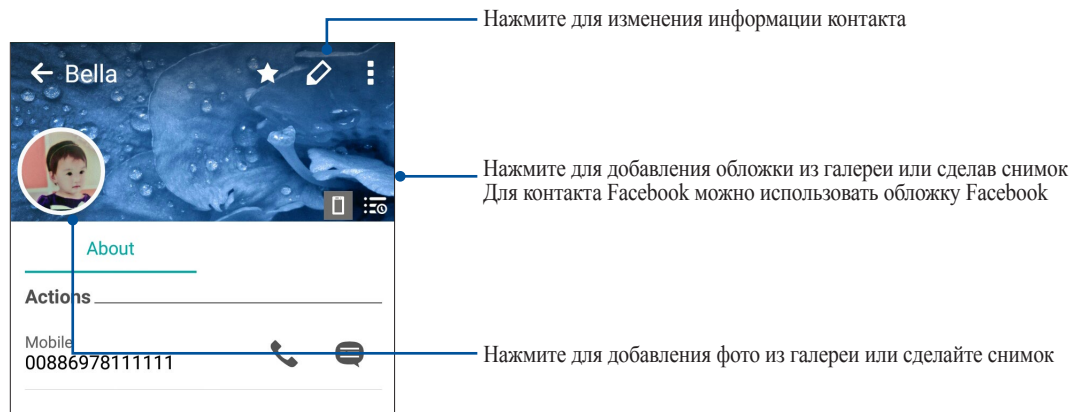 Нажмите для изменения информации контакта
Bella
Нажмите для добавления обложки из галереи или сделав снимок
Для контакта Facebook можно использовать обложку Facebook
About
Actions
Mobile
00886978111111
Нажмите для добавления фото из галереи или сделайте снимок